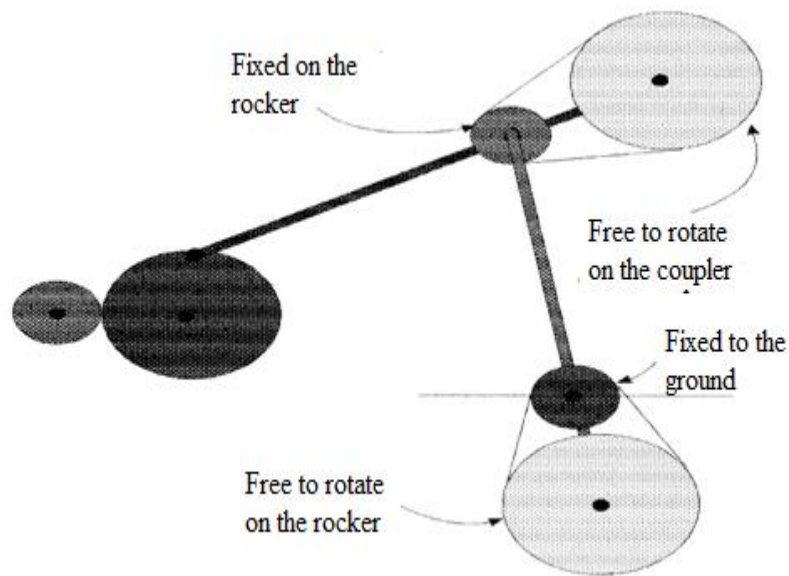 Fixed on the
rocker
Free to rotate
on the coupler
Fixed to the
ground
Free to rotate
on the rocker